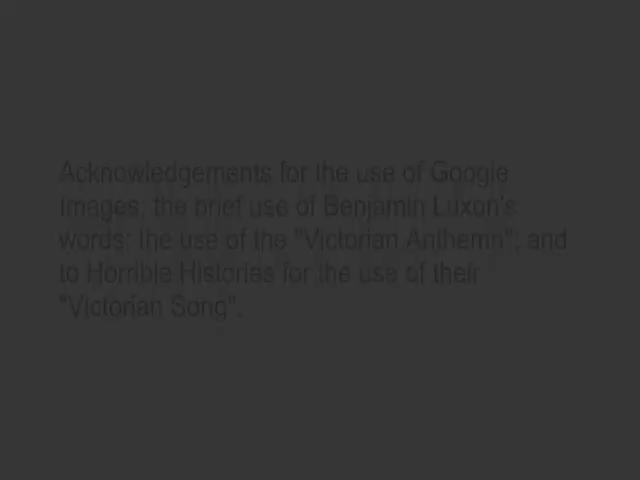 Acknowledgements for the use of Google
Images; the brief use of Benjamin Luxon's
words; the use of the "Victorian Anthemn"; and
to Horrible Histories for the use of their
"Victorian Song".